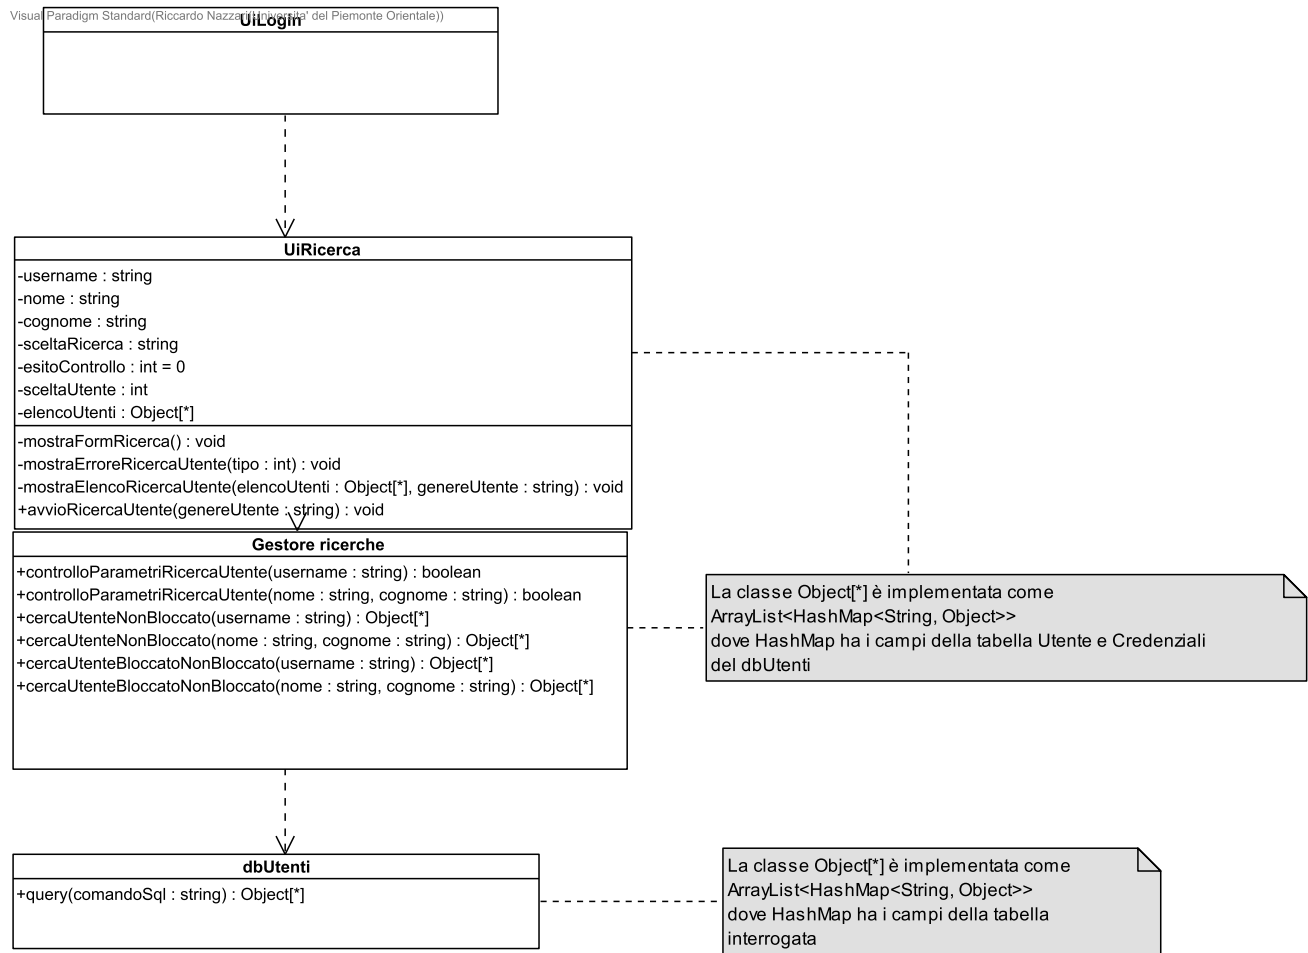 Visual Paradigm Standard(Riccardo Nazzari(Universita' del Piemonte Orientale))
UiLogin
UiRicerca
-username : string
-nome : string
-cognome : string
-sceltaRicerca : string
-esitoControllo : int = 0
-sceltaUtente : int
-elencoUtenti : Object[*]
-mostraFormRicerca() : void
-mostraErroreRicercaUtente(tipo : int) : void
-mostraElencoRicercaUtente(elencoUtenti : Object[*], genereUtente : string) : void
+avvioRicercaUtente(genereUtente : string) : void
Gestore ricerche
+controlloParametriRicercaUtente(username : string) : boolean
+controlloParametriRicercaUtente(nome : string, cognome : string) : boolean
+cercaUtenteNonBloccato(username : string) : Object[*]
+cercaUtenteNonBloccato(nome : string, cognome : string) : Object[*]
+cercaUtenteBloccatoNonBloccato(username : string) : Object[*]
+cercaUtenteBloccatoNonBloccato(nome : string, cognome : string) : Object[*]
La classe Object[*] è implementata come
ArrayList<HashMap<String, Object>>
dove HashMap ha i campi della tabella Utente e Credenziali
del dbUtenti
dbUtenti
+query(comandoSql : string) : Object[*]
La classe Object[*] è implementata come
ArrayList<HashMap<String, Object>>
dove HashMap ha i campi della tabella
interrogata